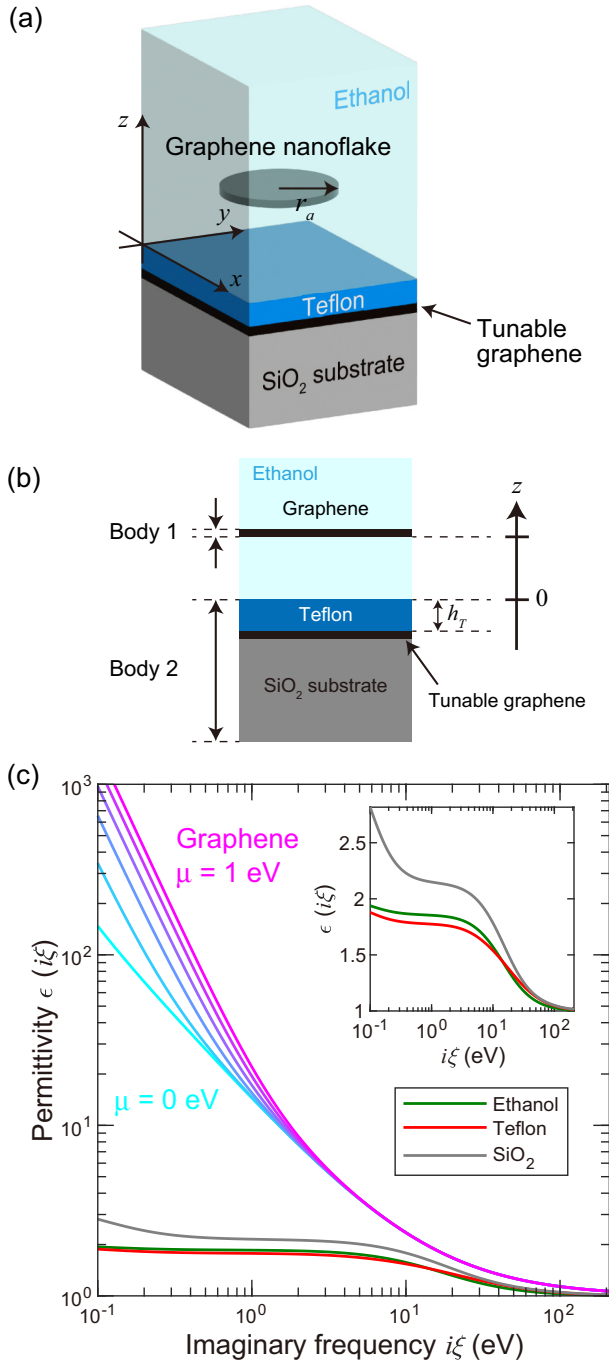 (a)
Ethanol
z
Graphene nanoflake
r_a
y
x
Teflon
Tunable
graphene
SiO₂ substrate
(b)
Ethanol
Graphene
z
Body 1
0
Teflon
h_T
Body 2
SiO₂ substrate
Tunable graphene
(c)
10³
Graphene
μ = 1 eV
2.5
2
1.5
1
ϵ (iξ)
10⁻¹ 10⁰ 10¹ 10²
iξ (eV)
10²
Permittivity ϵ (iξ)
μ = 0 eV
10¹
Ethanol
Teflon
SiO₂
10⁰
10⁻¹ 10⁰ 10¹ 10²
Imaginary frequency iξ (eV)